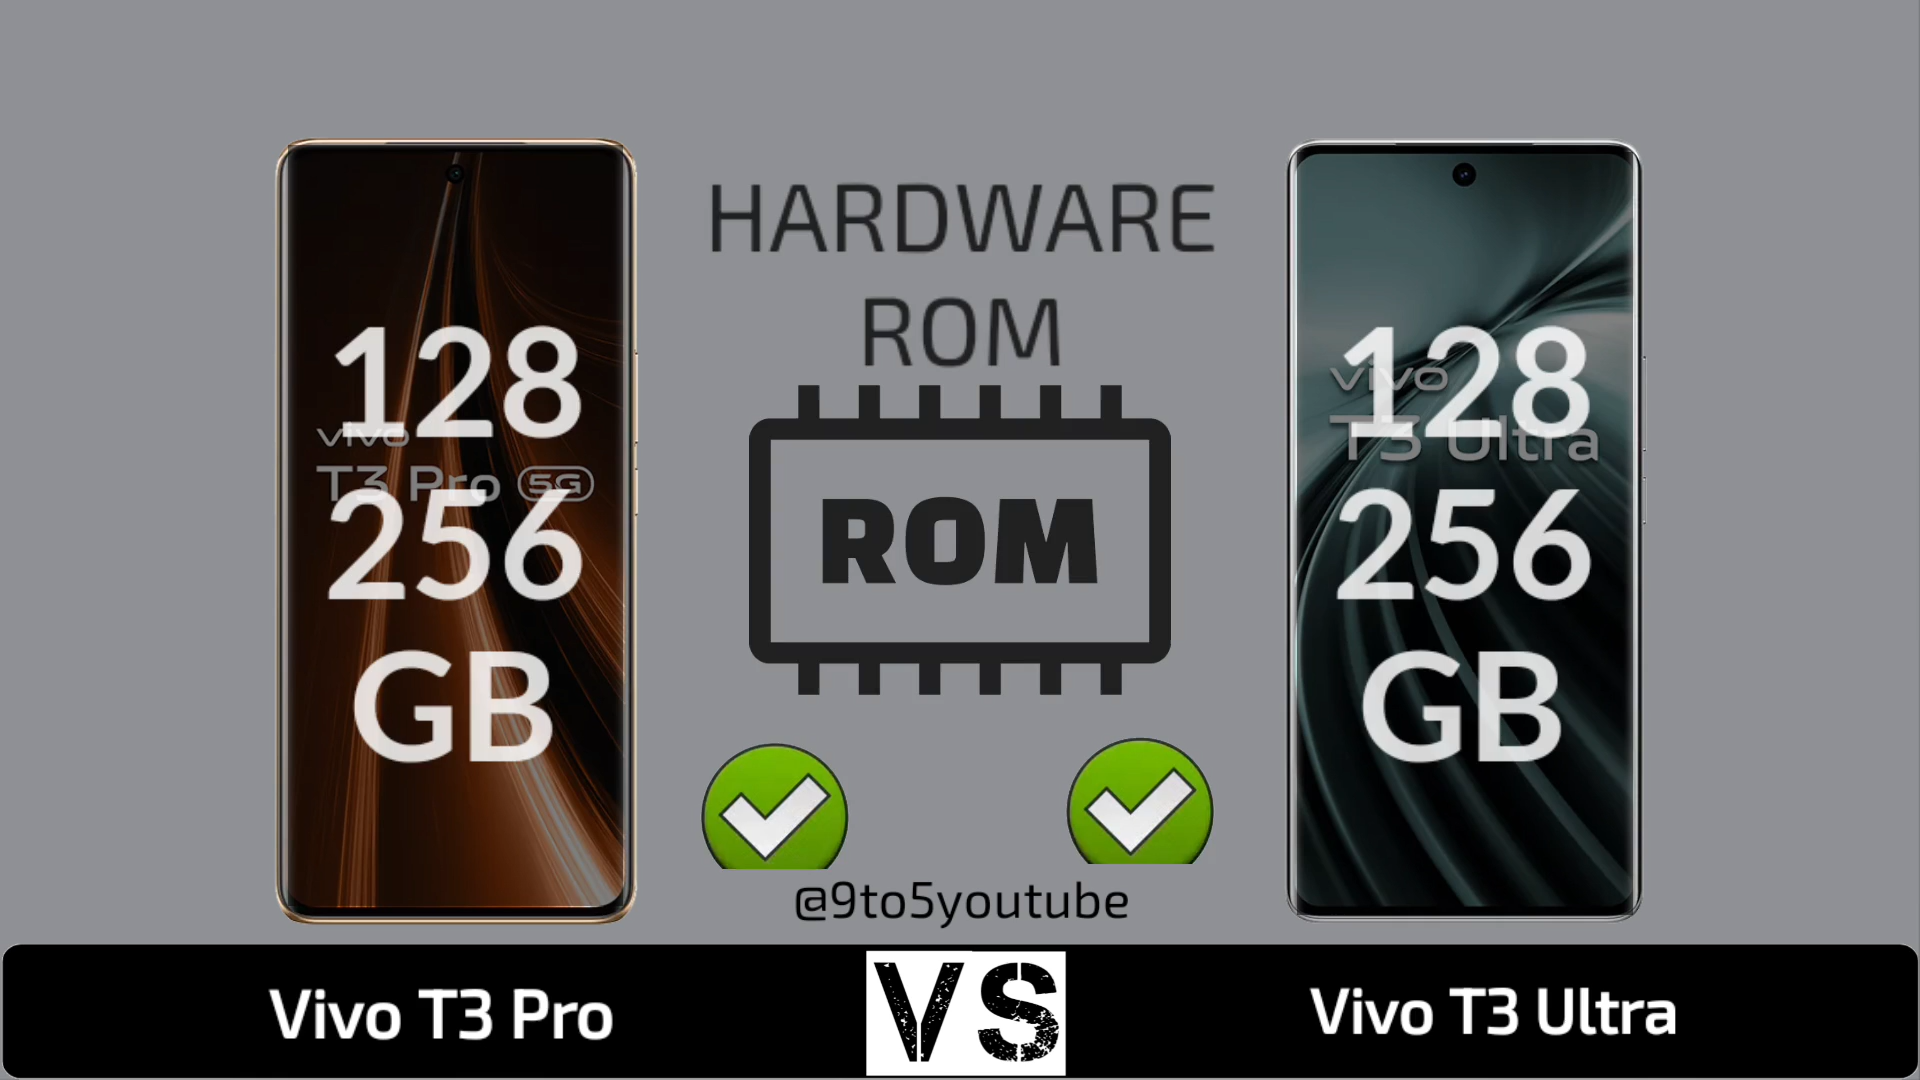 HARDWARE
ROM
128
vivo
T3 Pro 5G
256
GB
ROM
128
vivo
T3 Ultra
256
GB
@9to5youtube
Vivo T3 Pro
VS
Vivo T3 Ultra